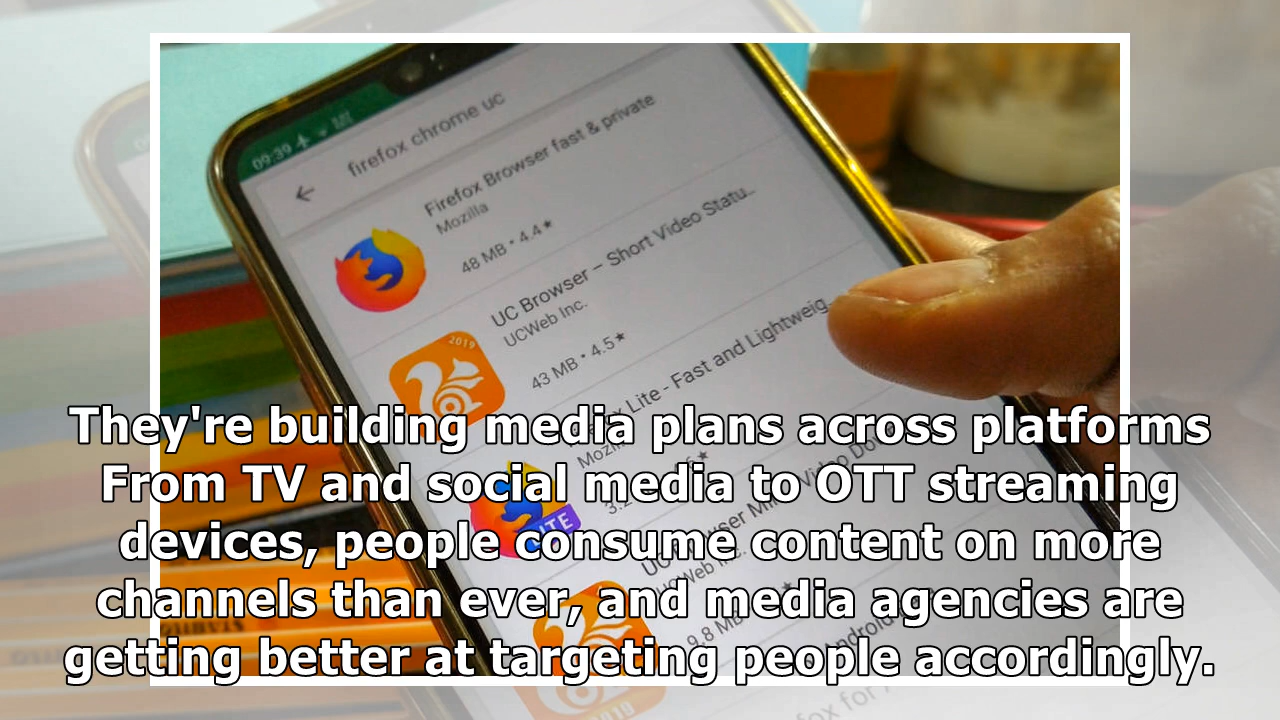 09:39
firefox chrome uc
Firefox Browser fast & private
Mozilla
48 MB • 4.4★
2019
UC Browser – Short Video Statu..
UCWeb Inc.
43 MB • 4.5★
Lite - Fast and Lightweig..
LITE
Video
2019
They're building media plans across platforms
From TV and social media to OTT streaming
devices, people consume content on more
channels than ever, and media agencies are
getting better at targeting people accordingly.